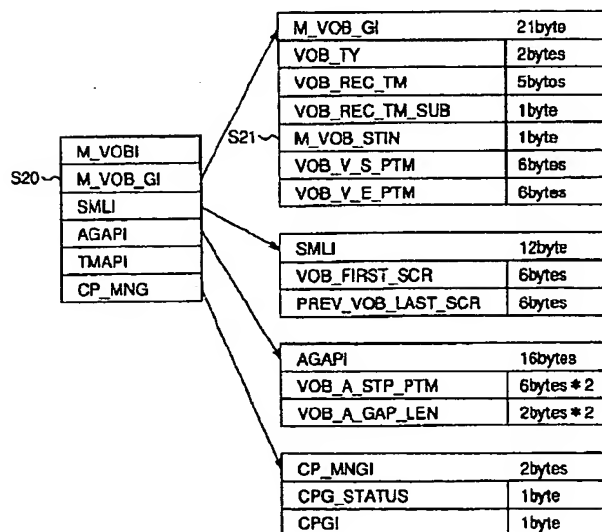 M_VOBI
S20 M_VOB_GI
SMLI
AGAPI
TMAPI
CP_MNG
M_VOB_GI 21byte
VOB_TY 2bytes
VOB_REC_TM 5bytes
VOB_REC_TM_SUB 1byte
S21 M_VOB_STIN 1byte
VOB_V_S_PTM 6bytes
VOB_V_E_PTM 6bytes
SMLI 12byte
VOB_FIRST_SCR 6bytes
PREV_VOB_LAST_SCR 6bytes
AGAPI 16bytes
VOB_A_STP_PTM 6bytes*2
VOB_A_GAP_LEN 2bytes*2
CP_MNGI 2bytes
CPG_STATUS 1byte
CPGI 1byte